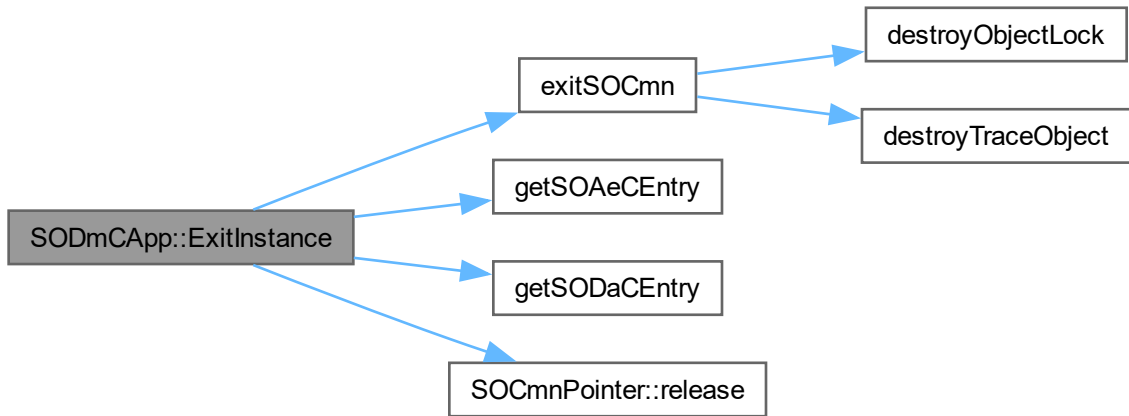 SODmCApp::ExitInstance
exitSOCmn
getSOAeCEntry
getSODaCEntry
SOCmnPointer::release
destroyObjectLock
destroyTraceObject